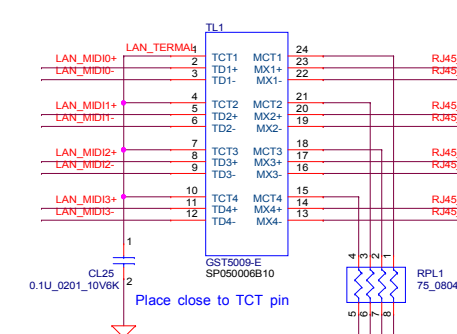 TL1
LAN_TERMAL 1 TCT1 MCT1 24
LAN_MIDI0+ 2 TD1+ MX1+ 23 RJ45
LAN_MIDI0- 3 TD1- MX1- 22 RJ45
4 TCT2 MCT2 21
LAN_MIDI1+ 5 TD2+ MX2+ 20 RJ45
LAN_MIDI1- 6 TD2- MX2- 19 RJ45
7 TCT3 MCT3 18
LAN_MIDI2+ 8 TD3+ MX3+ 17 RJ45
LAN_MIDI2- 9 TD3- MX3- 16 RJ45
10 TCT4 MCT4 15
LAN_MIDI3+ 11 TD4+ MX4+ 14 RJ45
LAN_MIDI3- 12 TD4- MX4- 13 RJ45
1
GST5009-E
SP050006B10
4 3 2 1
CL25
0.1U_0201_10V6K
2
RPL1
75_0804
Place close to TCT pin
5 6 7 8